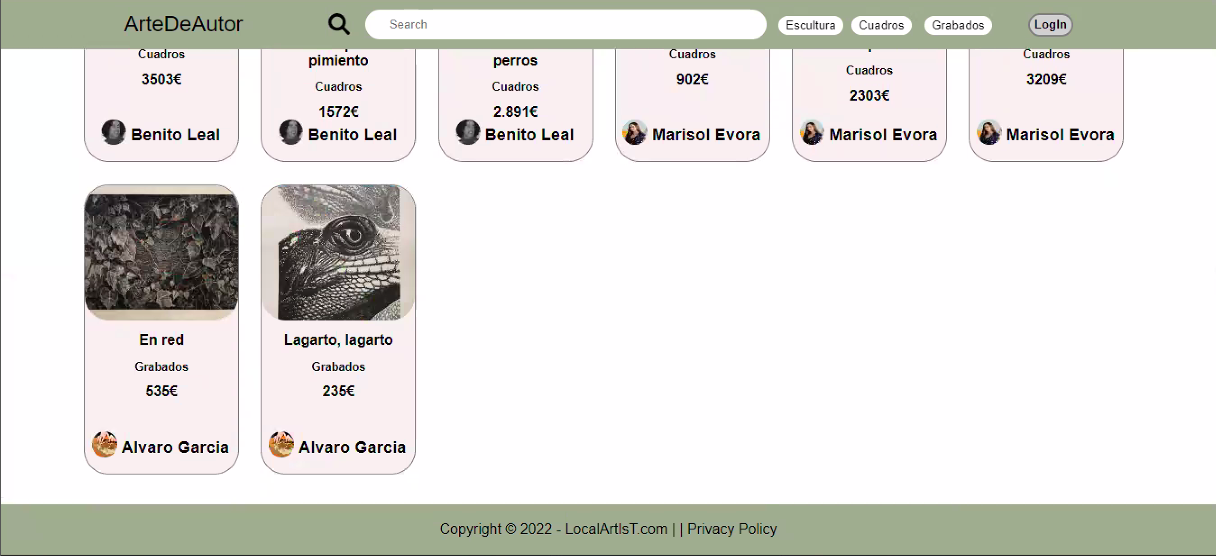 ArteDeAutor
Search
Escultura
Cuadros
Grabados
LogIn
Cuadros
3503€
Benito Leal
pimiento
Cuadros
1572€
Benito Leal
perros
Cuadros
2.891€
Benito Leal
Cuadros
902€
Marisol Evora
Cuadros
2303€
Marisol Evora
Cuadros
3209€
Marisol Evora
En red
Grabados
535€
Alvaro Garcia
Lagarto, lagarto
Grabados
235€
Alvaro Garcia
Copyright © 2022 - LocalArtIsT.com | | Privacy Policy